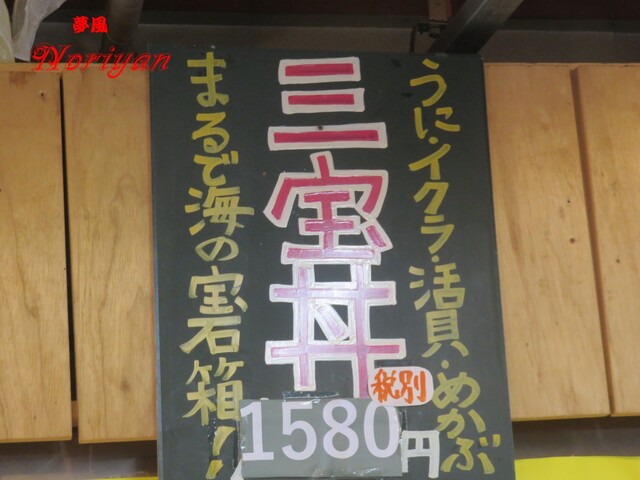 夢風
Noriyan
うに・イクラ・活貝・めかぶ
三宝丼
まるで海の宝石箱!
税別
1580円